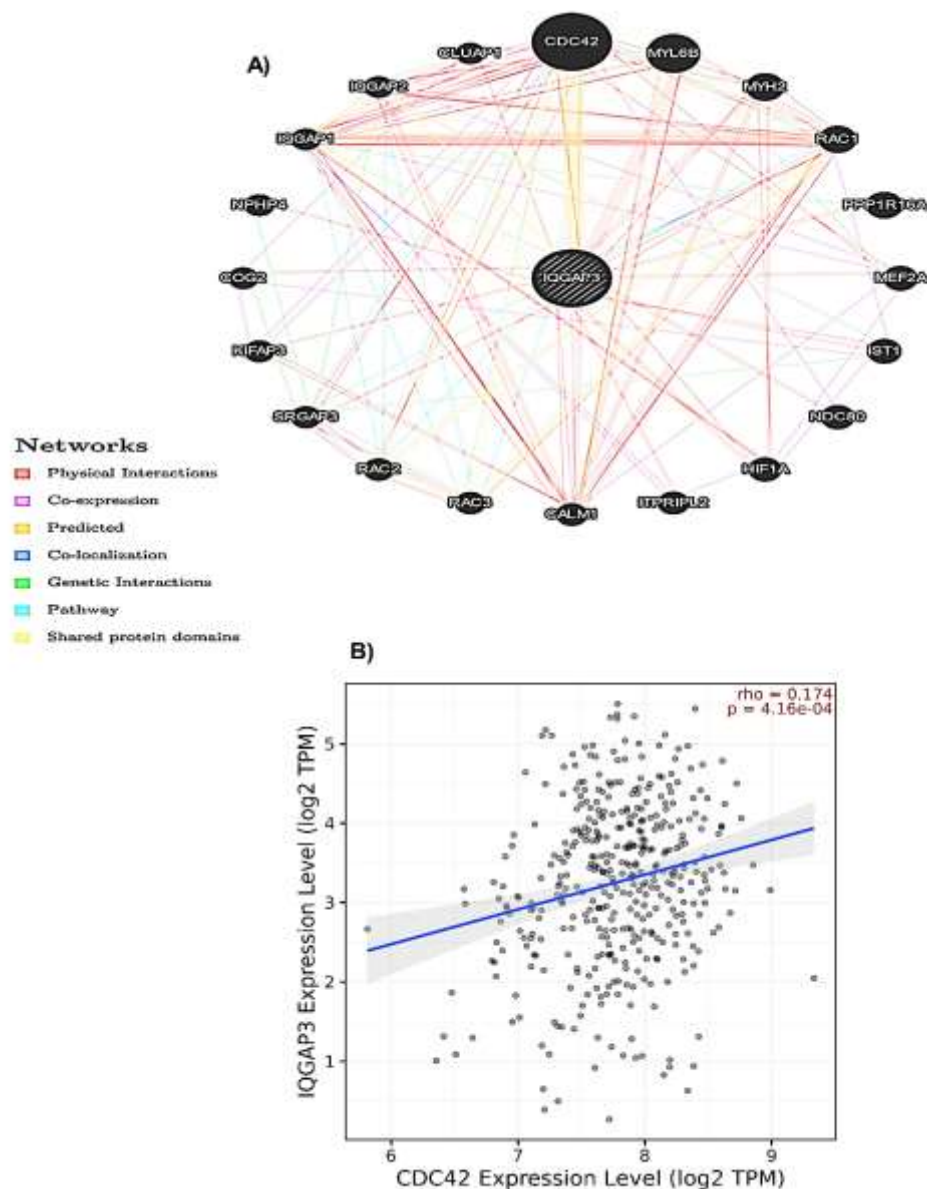 A)
CDC42
CLUAP1
MYL6B
IQGAP2
MYH2
IQGAP1
RAC1
NPHP4
PPP1R16A
COG2
IQGAP3
MEF2A
KIFAP3
IST1
SRGAP3
NDC80
RAC2
HIF1A
RAC3
CALM1
ITPRIPL2
Networks
Physical Interactions
Co-expression
Predicted
Co-localization
Genetic Interactions
Pathway
Shared protein domains
B)
rho = 0.174
p = 4.16e-04
IQGAP3 Expression Level (log2 TPM)
5
4
3
2
1
6 7 8 9
CDC42 Expression Level (log2 TPM)